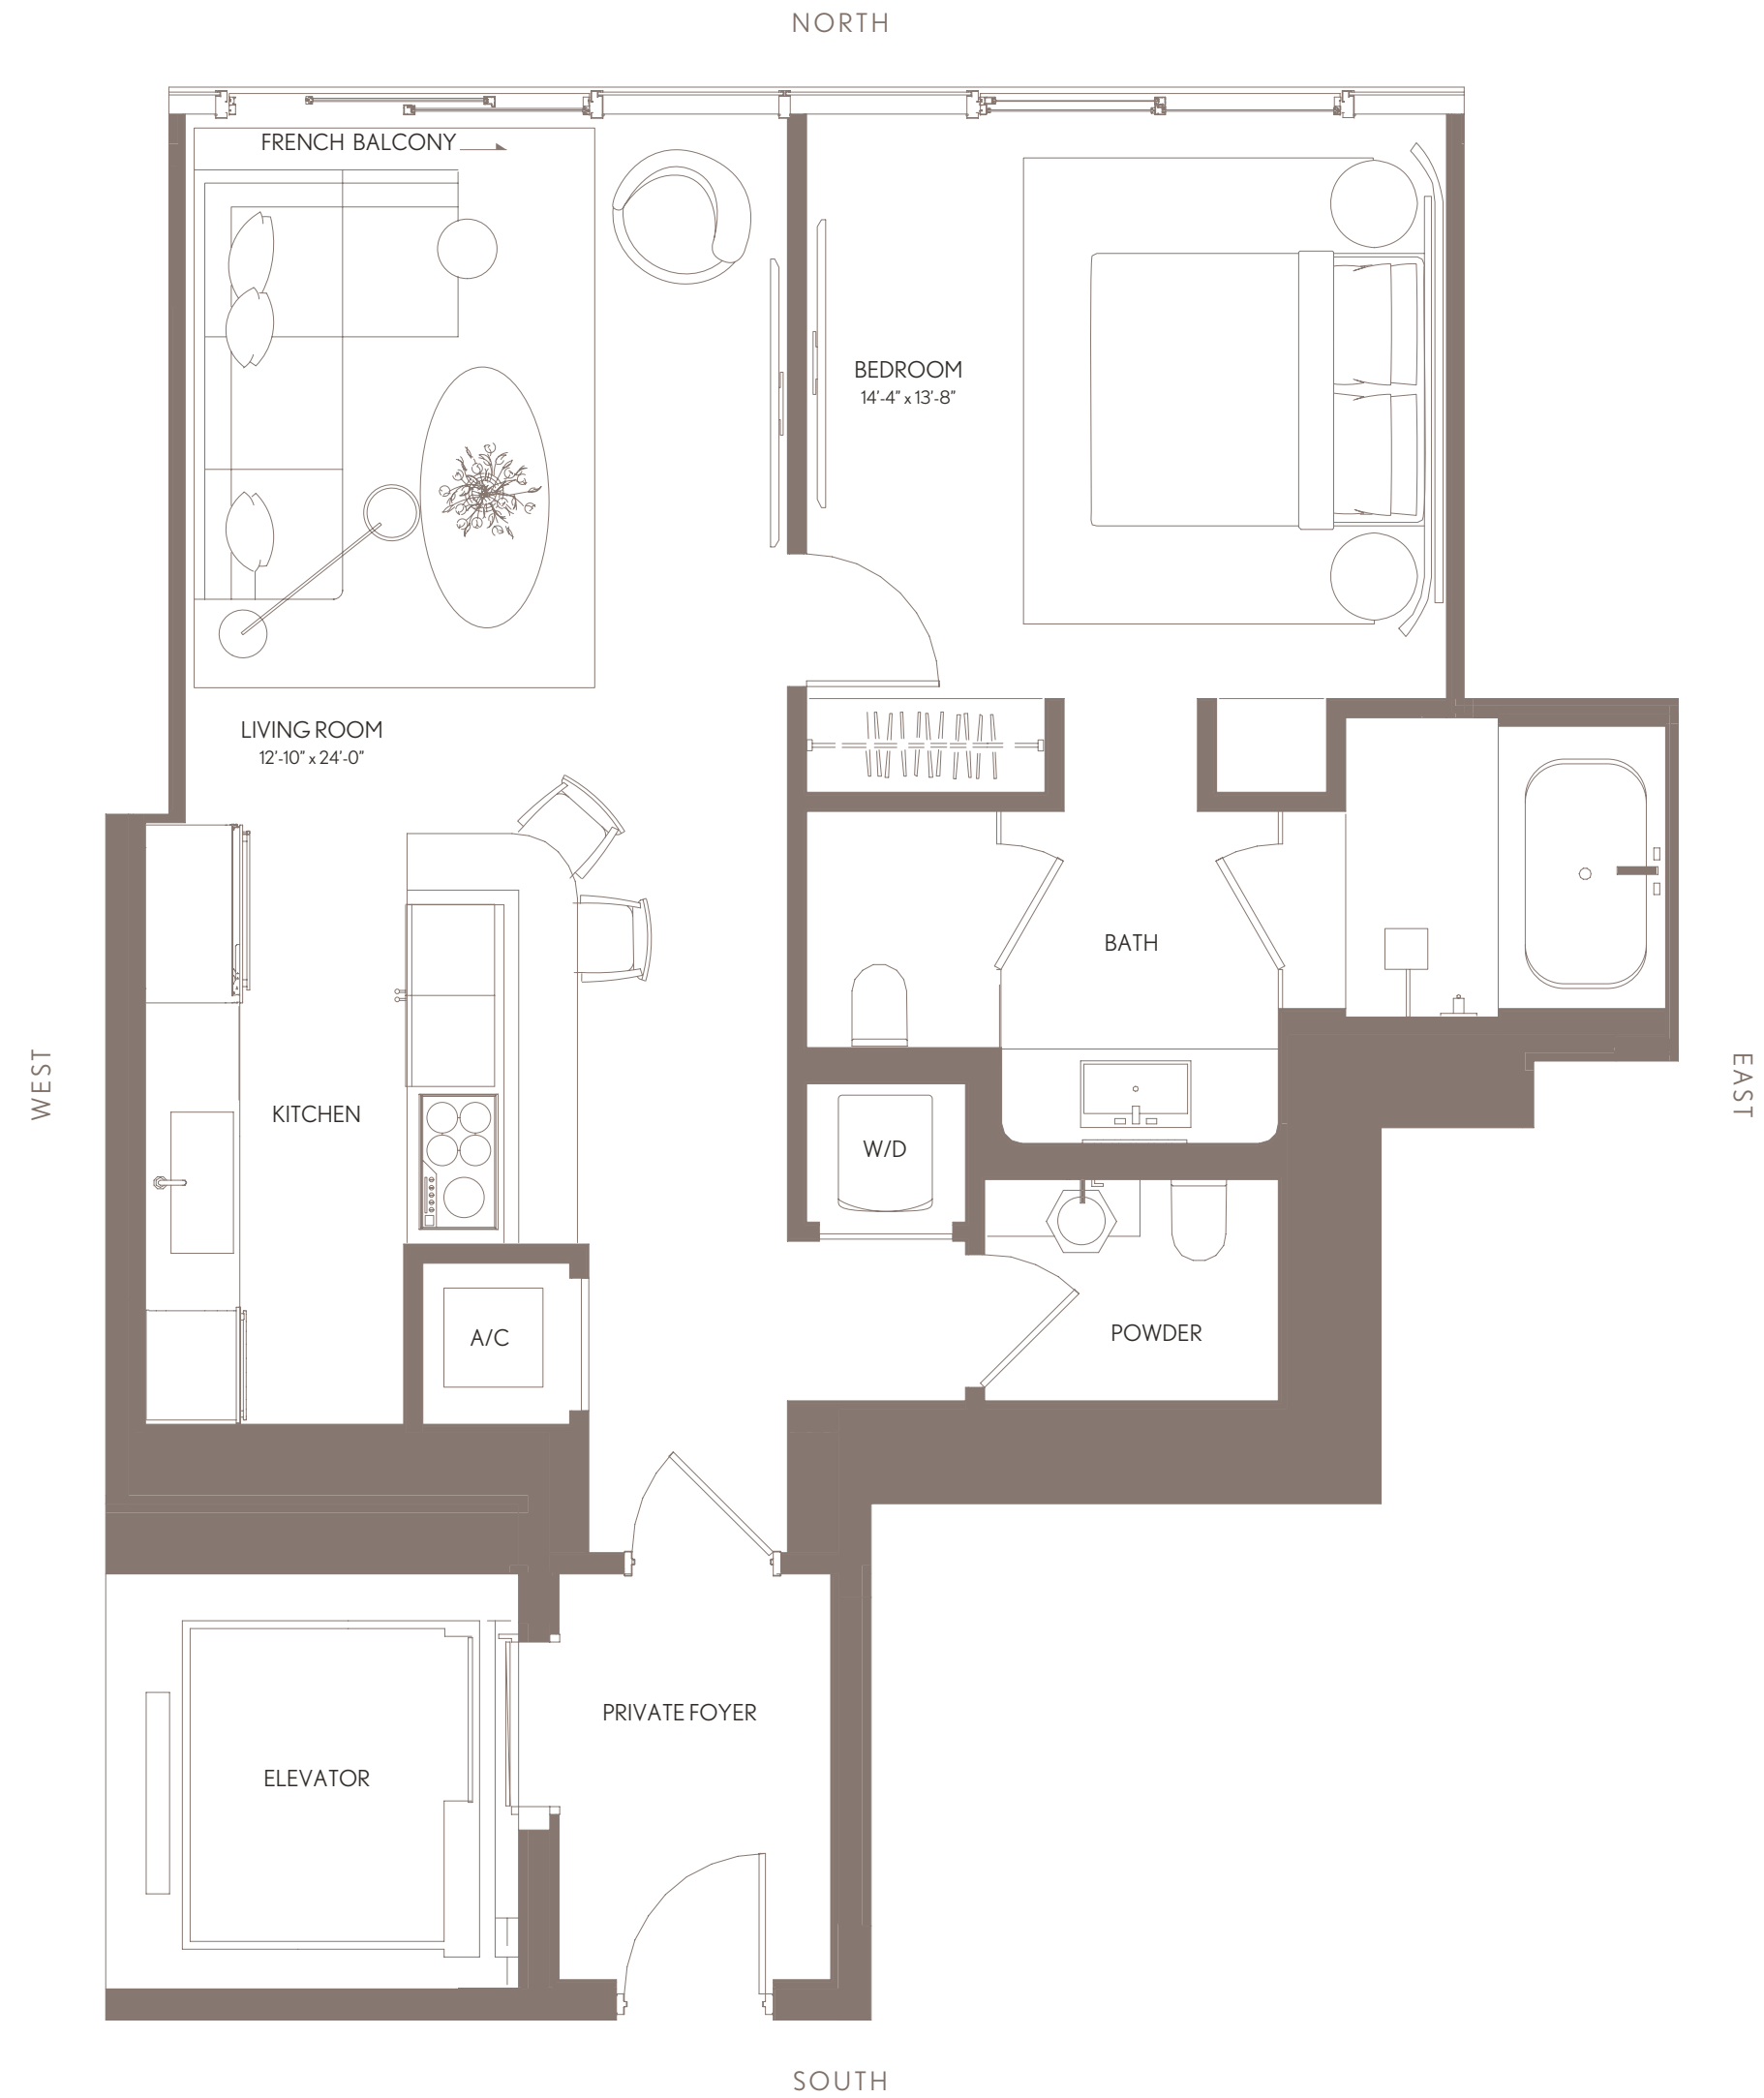 NORTH
FRENCH BALCONY
BEDROOM
14'-4" x 13'-8"
LIVING ROOM
12'-10" x 24'-0"
BATH
WEST
EAST
KITCHEN
W/D
A/C
POWDER
PRIVATE FOYER
ELEVATOR
SOUTH